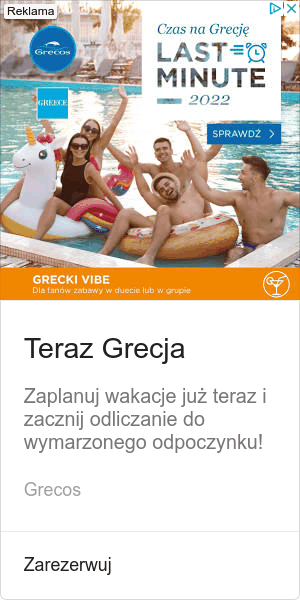 Reklama
Grecos
GREECE
Czas na Grecję
LAST
MINUTE
2022
SPRAWDŹ
GRECKI VIBE
Dla fanów zabawy w duecie lub w grupie
Teraz Grecja
Zaplanuj wakacje już teraz i
zacznij odliczanie do
wymarzonego odpoczynku!
Grecos
Zarezerwuj